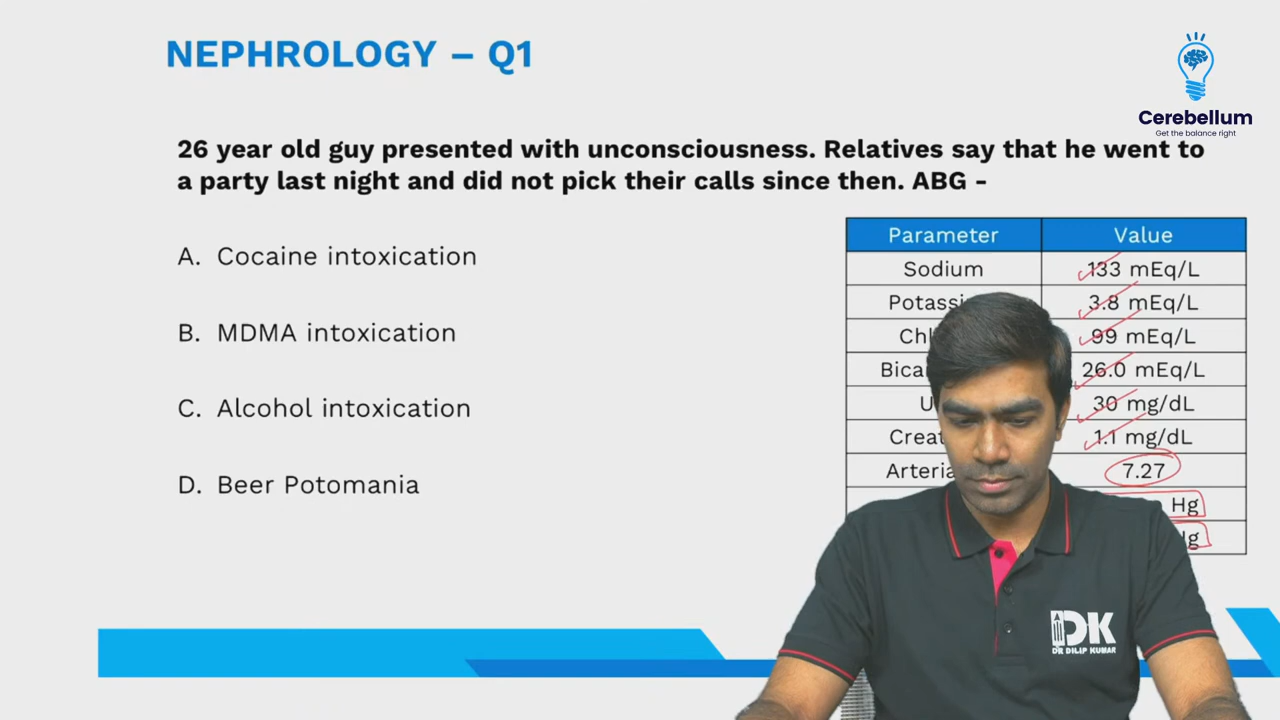 NEPHROLOGY – Q1
Cerebellum
Get the balance right
26 year old guy presented with unconsciousness. Relatives say that he went to
a party last night and did not pick their calls since then. ABG -
A. Cocaine intoxication
B. MDMA intoxication
C. Alcohol intoxication
D. Beer Potomania
Parameter Value
Sodium 133 mEq/L
3.8 mEq/L
99 mEq/L
26.0 mEq/L
30 mg/dL
1.1 mg/dL
7.27
Hg
DK
DR DILIP KUMAR